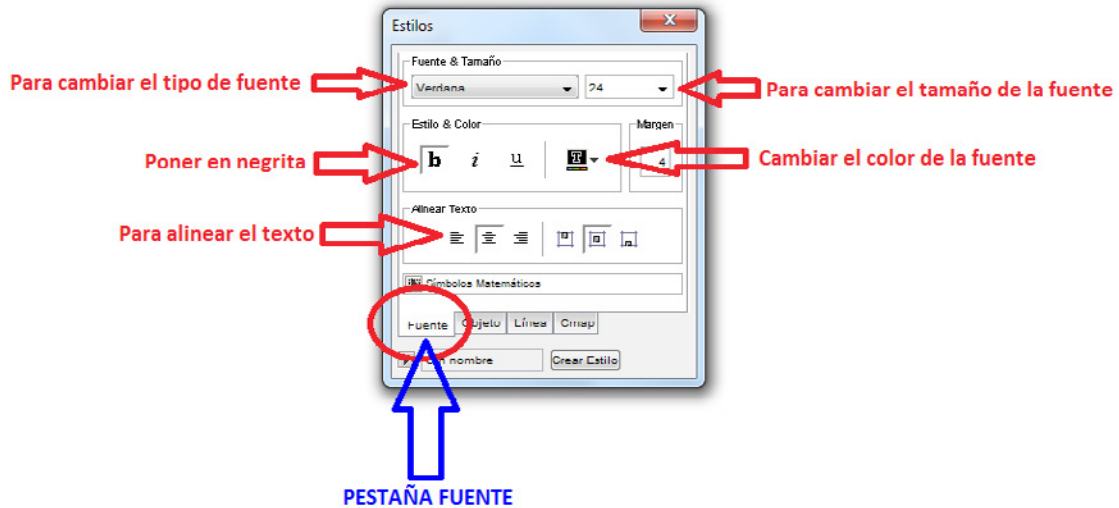 Estilos
Fuente & Tamaño
Para cambiar el tipo de fuente
Verdana
24
Para cambiar el tamaño de la fuente
Estilo & Color
Margen
Poner en negrita
b i u
T
4
Cambiar el color de la fuente
Alinear Texto
Para alinear el texto
Símbolos Matemáticos
Fuente
Objeto
Línea
Cmap
nombre
Crear Estilo
PESTAÑA FUENTE